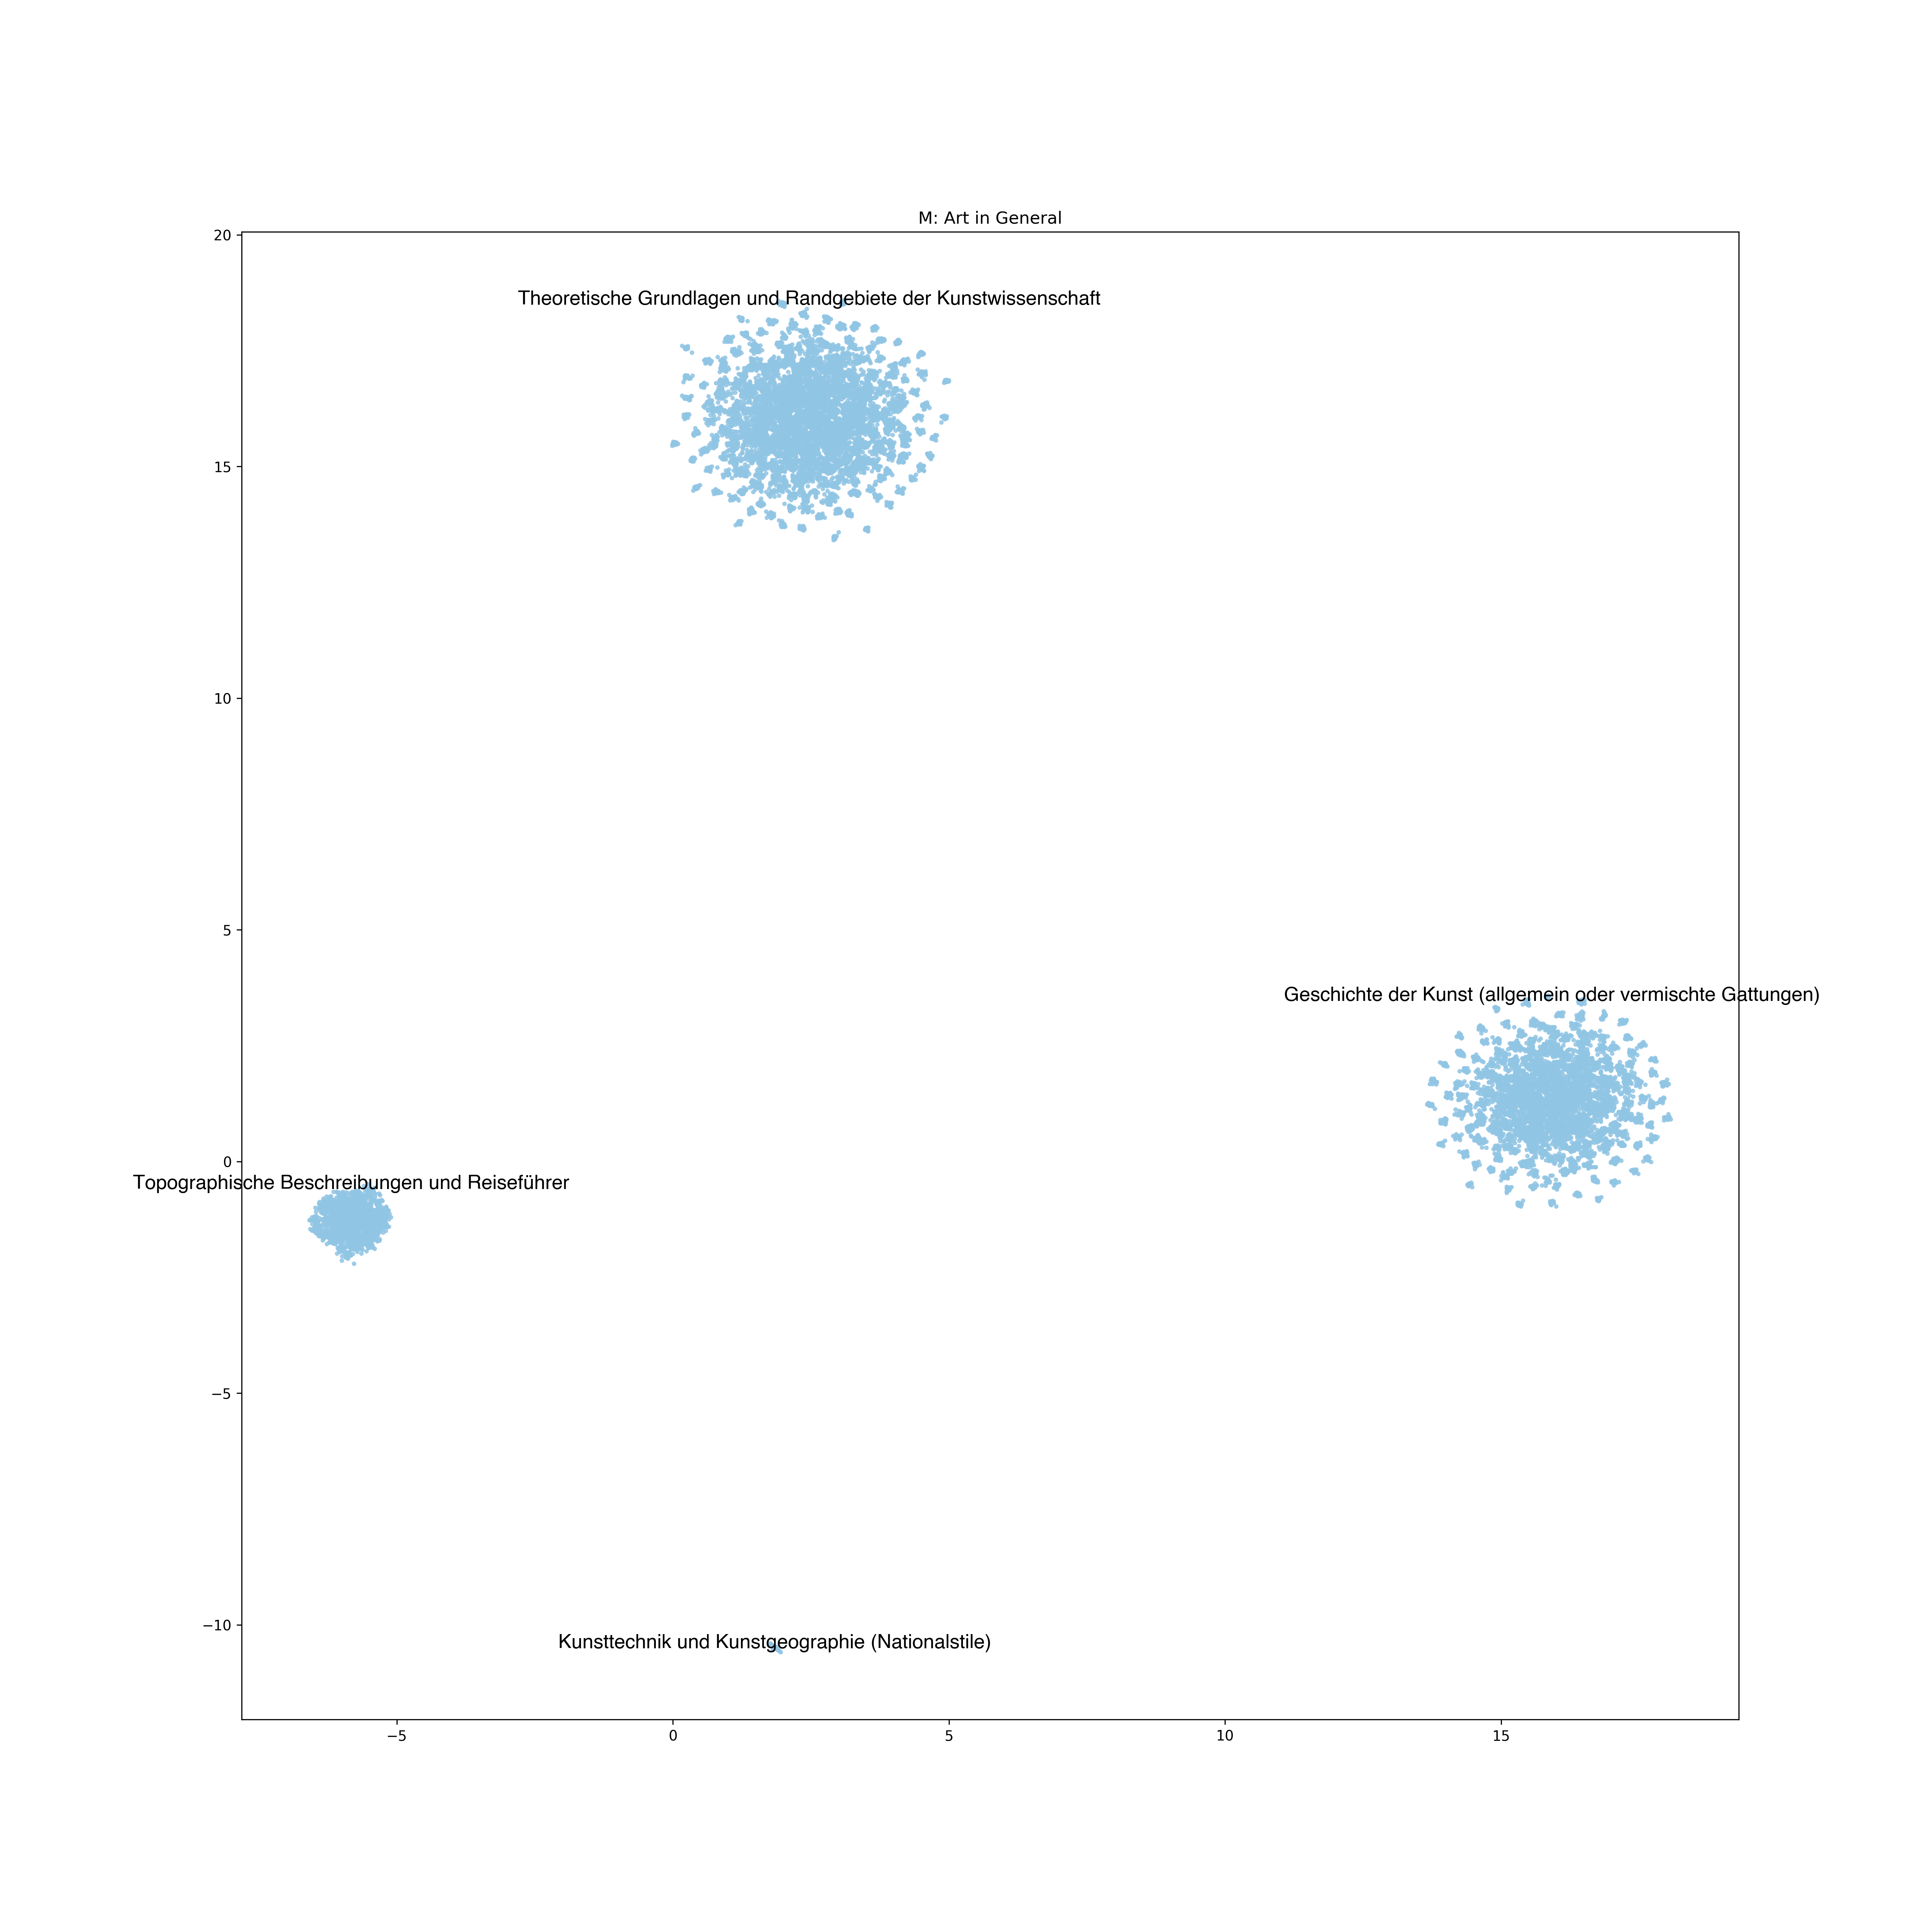 M: Art in General
20
Theoretische Grundlagen und Randgebiete der Kunstwissenschaft
15
10
5
Geschichte der Kunst (allgemein oder vermischte Gattungen)
0
Topographische Beschreibungen und Reiseführer
−5
−10
Kunsttechnik und Kunstgeographie (Nationalstile)
−5 0 5 10 15